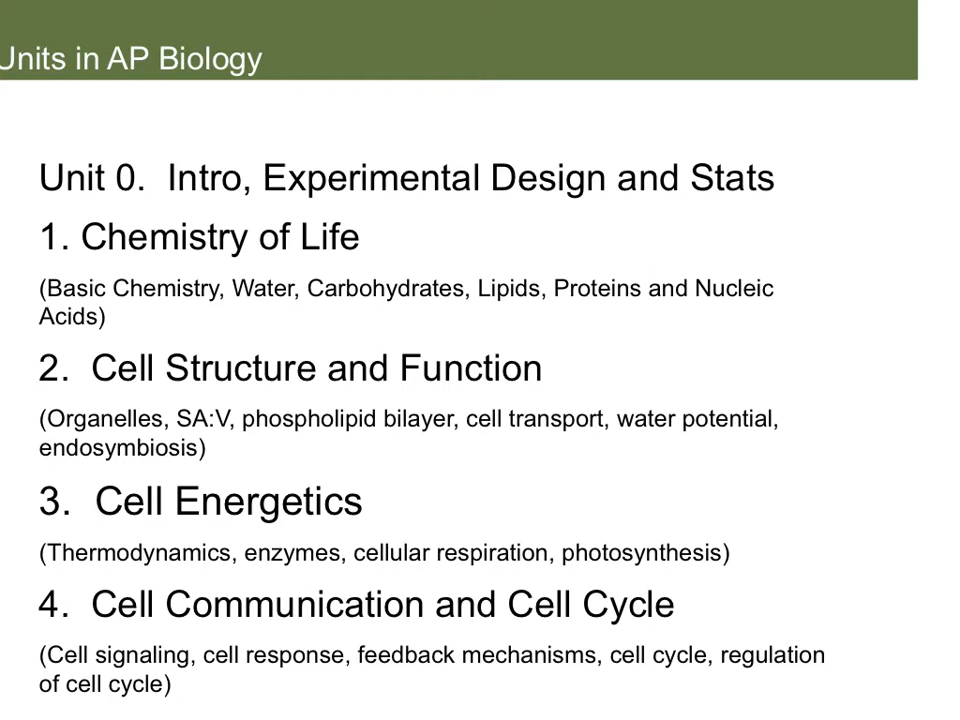 Units in AP Biology
Unit 0.  Intro, Experimental Design and Stats
1. Chemistry of Life
(Basic Chemistry, Water, Carbohydrates, Lipids, Proteins and Nucleic
Acids)
2.  Cell Structure and Function
(Organelles, SA:V, phospholipid bilayer, cell transport, water potential,
endosymbiosis)
3.  Cell Energetics
(Thermodynamics, enzymes, cellular respiration, photosynthesis)
4.  Cell Communication and Cell Cycle
(Cell signaling, cell response, feedback mechanisms, cell cycle, regulation
of cell cycle)